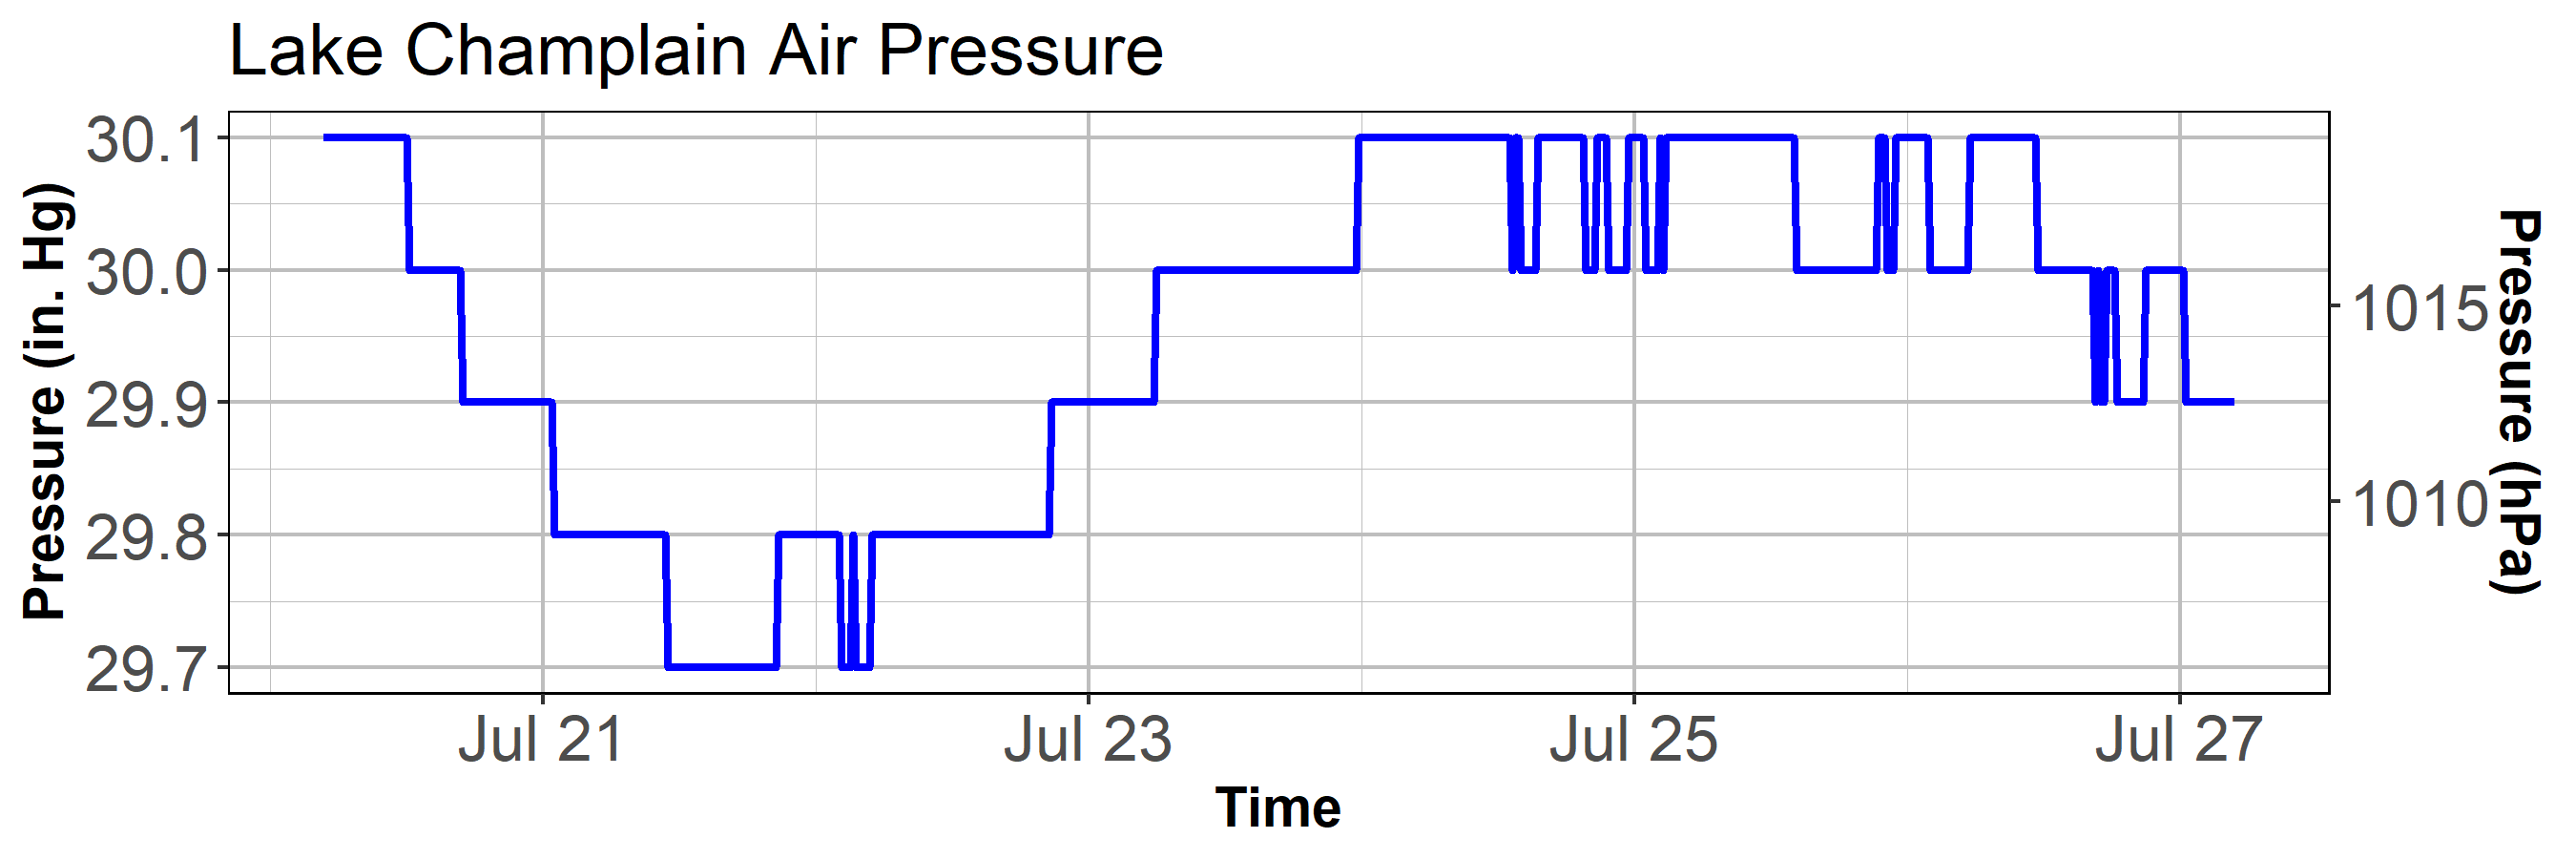 Lake Champlain Air Pressure
Pressure (in. Hg)
30.1
30.0
29.9
29.8
29.7
1015
1010
Pressure (hPa)
Jul 21 Jul 23 Jul 25 Jul 27
Time